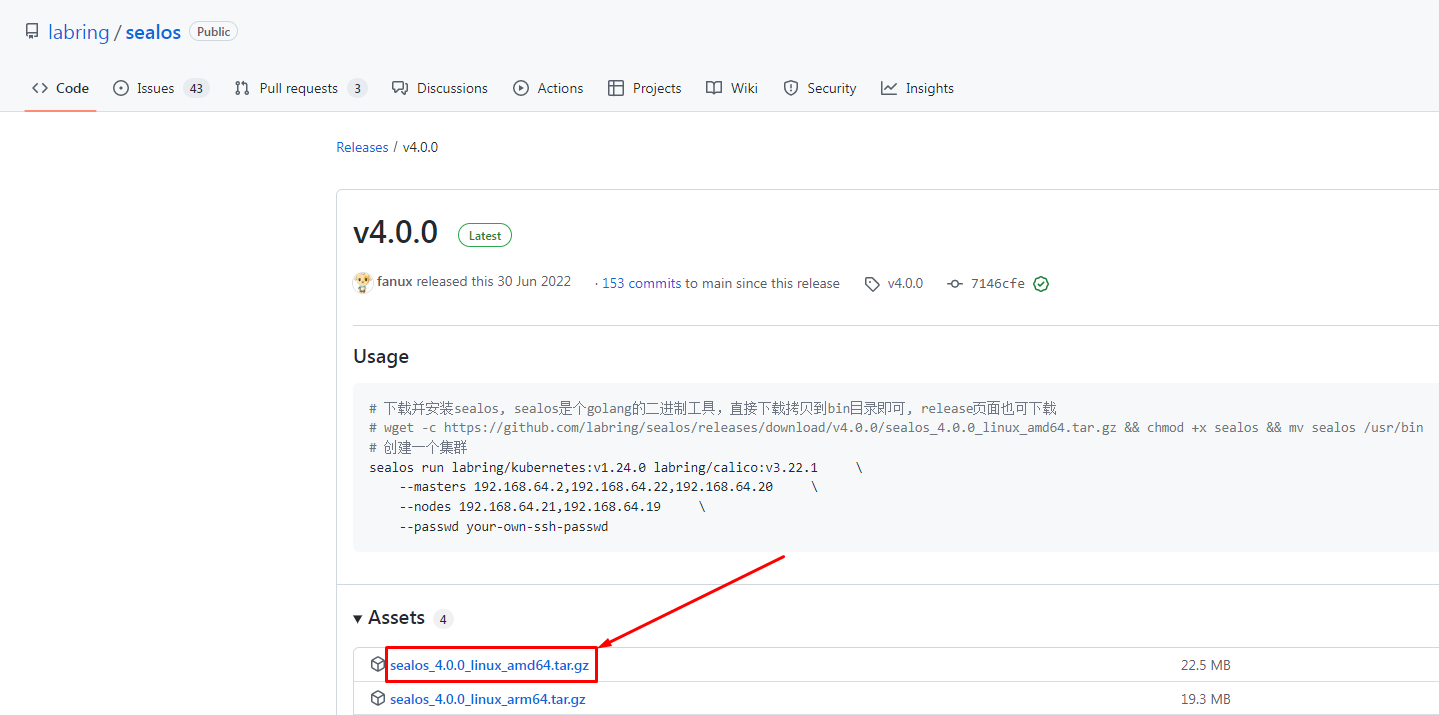 labring / sealos Public
Code Issues 43 Pull requests 3 Discussions Actions Projects Wiki Security Insights
Releases / v4.0.0
v4.0.0 Latest
fanux released this 30 Jun 2022 · 153 commits to main since this release v4.0.0 7146cfe
Usage
# 下载并安装sealos, sealos是个golang的二进制工具，直接下载拷贝到bin目录即可, release页面也可下载
# wget -c https://github.com/labring/sealos/releases/download/v4.0.0/sealos_4.0.0_linux_amd64.tar.gz && chmod +x sealos && mv sealos /usr/bin
# 创建一个集群
sealos run labring/kubernetes:v1.24.0 labring/calico:v3.22.1 \
--masters 192.168.64.2,192.168.64.22,192.168.64.20 \
--nodes 192.168.64.21,192.168.64.19 \
--passwd your-own-ssh-passwd
Assets 4
sealos_4.0.0_linux_amd64.tar.gz 22.5 MB
sealos_4.0.0_linux_arm64.tar.gz 19.3 MB